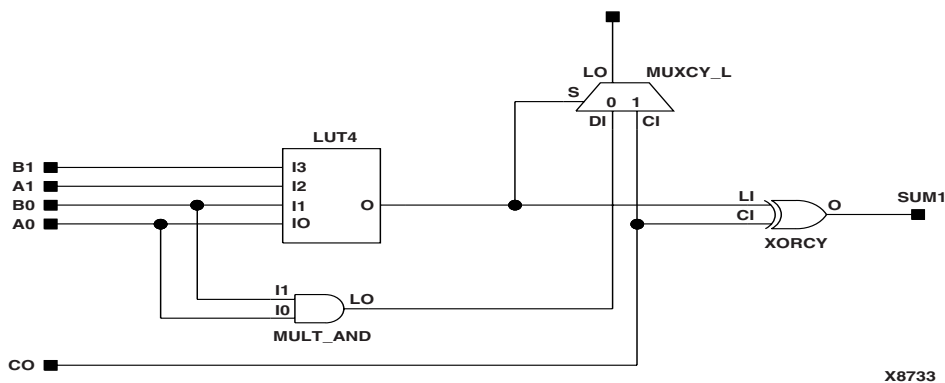 LO
MUXCY_L
S
0 1
DI
CI
LUT4
B1
I3
A1
I2
B0
I1
O
A0
IO
LI
CI
O
SUM1
XORCY
I1
I0
LO
MULT_AND
CO
X8733